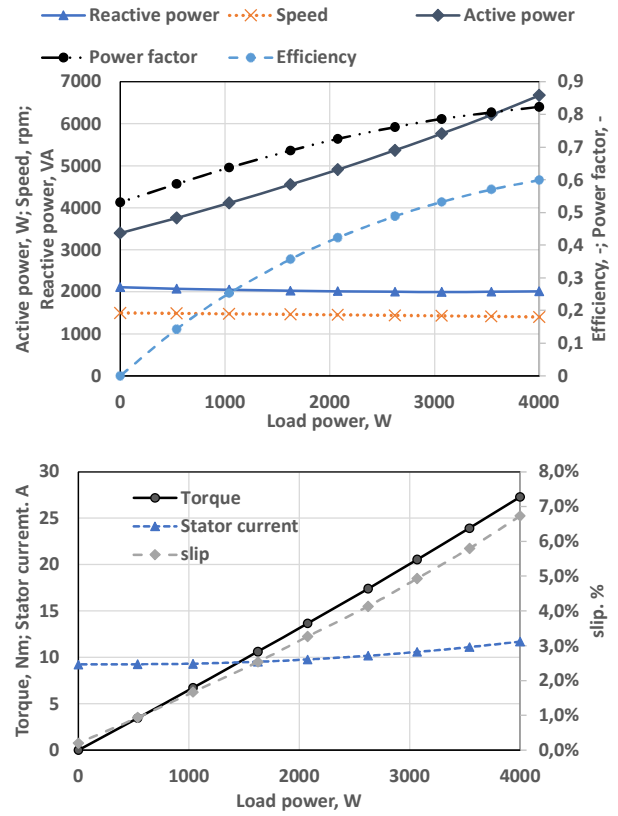 Reactive power Speed Active power
Power factor Efficiency
7000 0,9
6000 0,8
5000 0,7
4000 0,6
3000 0,5
2000 0,4
1000 0,3
0 0,2
0,1
0
Active power, W; Speed, rpm;
Reactive power, VA
Efficiency, -; Power factor, -
0 1000 2000 3000 4000
Load power, W
30 8,0%
25 7,0%
20 6,0%
15 5,0%
10 4,0%
5 3,0%
0 2,0%
1,0%
0,0%
Torque, Nm; Stator curremt. A
slip. %
Torque
Stator current
slip
0 1000 2000 3000 4000
Load power, W